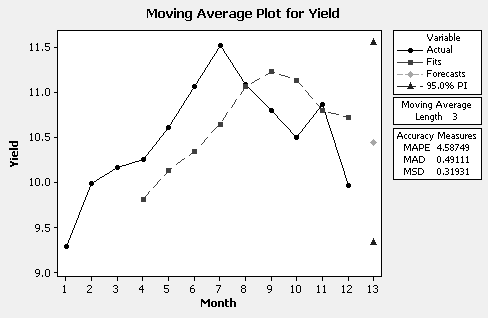 Moving Average Plot for Yield
11.5
11.0
10.5
10.0
9.5
9.0
Yield
1 2 3 4 5 6 7 8 9 10 11 12 13
Month
Variable
Actual
Fits
Forecasts
95.0% PI
Moving Average
Length 3
Accuracy Measures
MAPE 4.58749
MAD 0.49111
MSD 0.31931